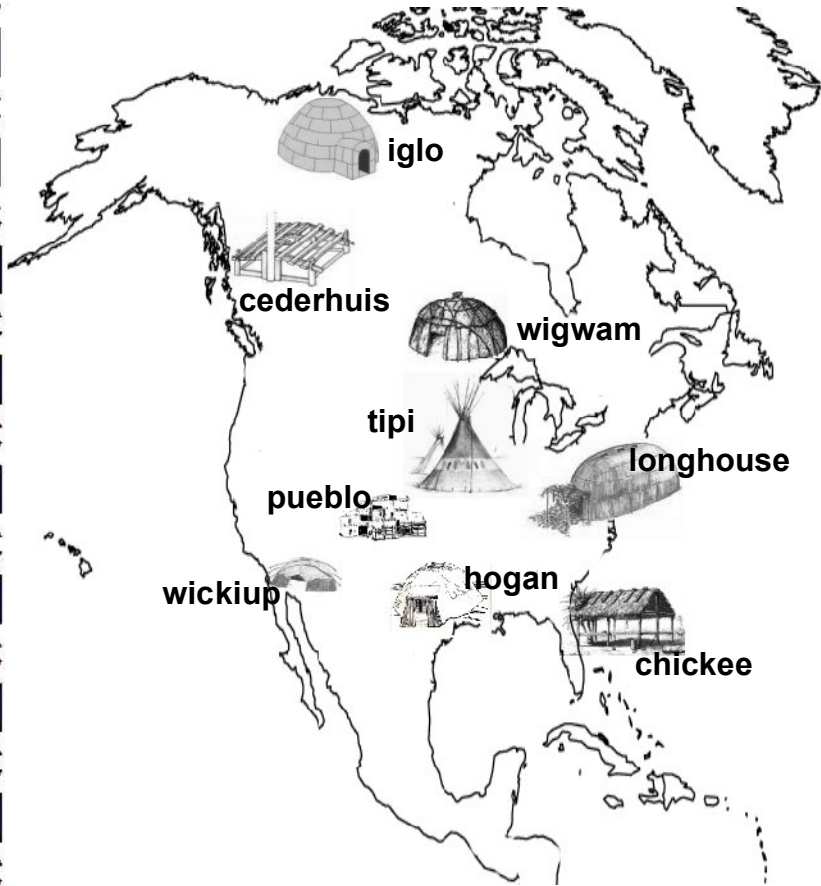 iglo
cederhuis
wigwam
tipi
longhouse
pueblo
hogan
wickiup
chickee